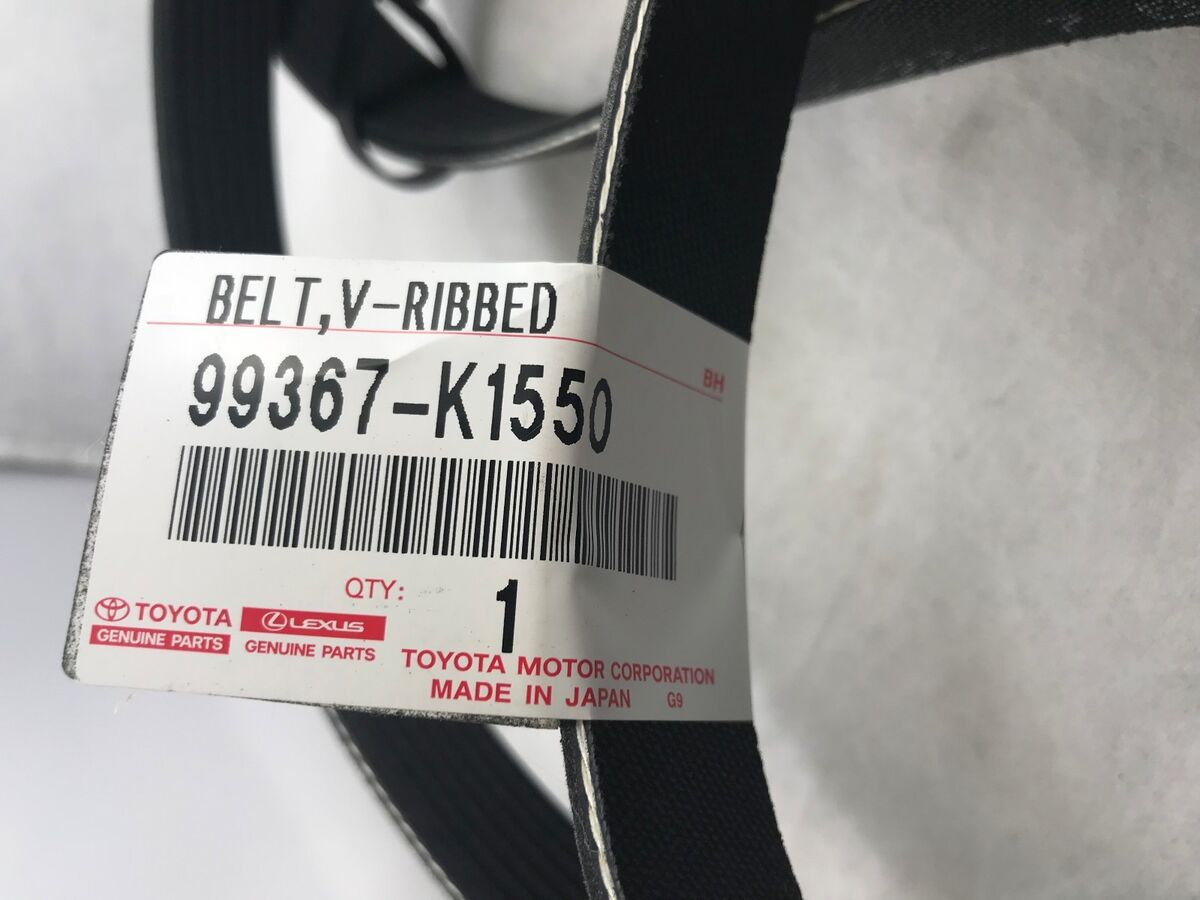 BELT,V-RIBBED
BH
99367-K1550
QTY: 1
TOYOTA
GENUINE PARTS
LEXUS
GENUINE PARTS
TOYOTA MOTOR CORPORATION
MADE IN JAPAN G9